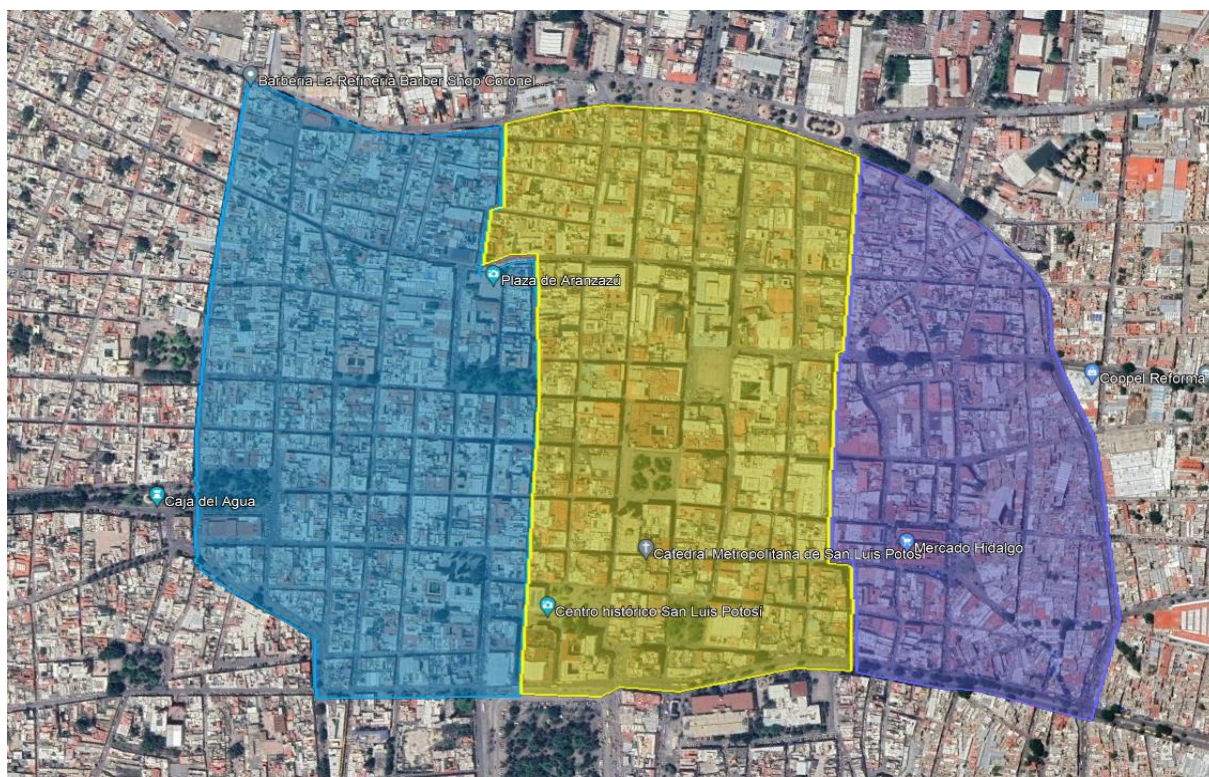 Barbería La Refinería Barber Shop Coronel...
Plaza de Aranzazú
Coppel Reforma
Caja del Agua
Mercado Hidalgo
Catedral Metropolitana de San Luis Potosí
Centro histórico San Luis Potosí